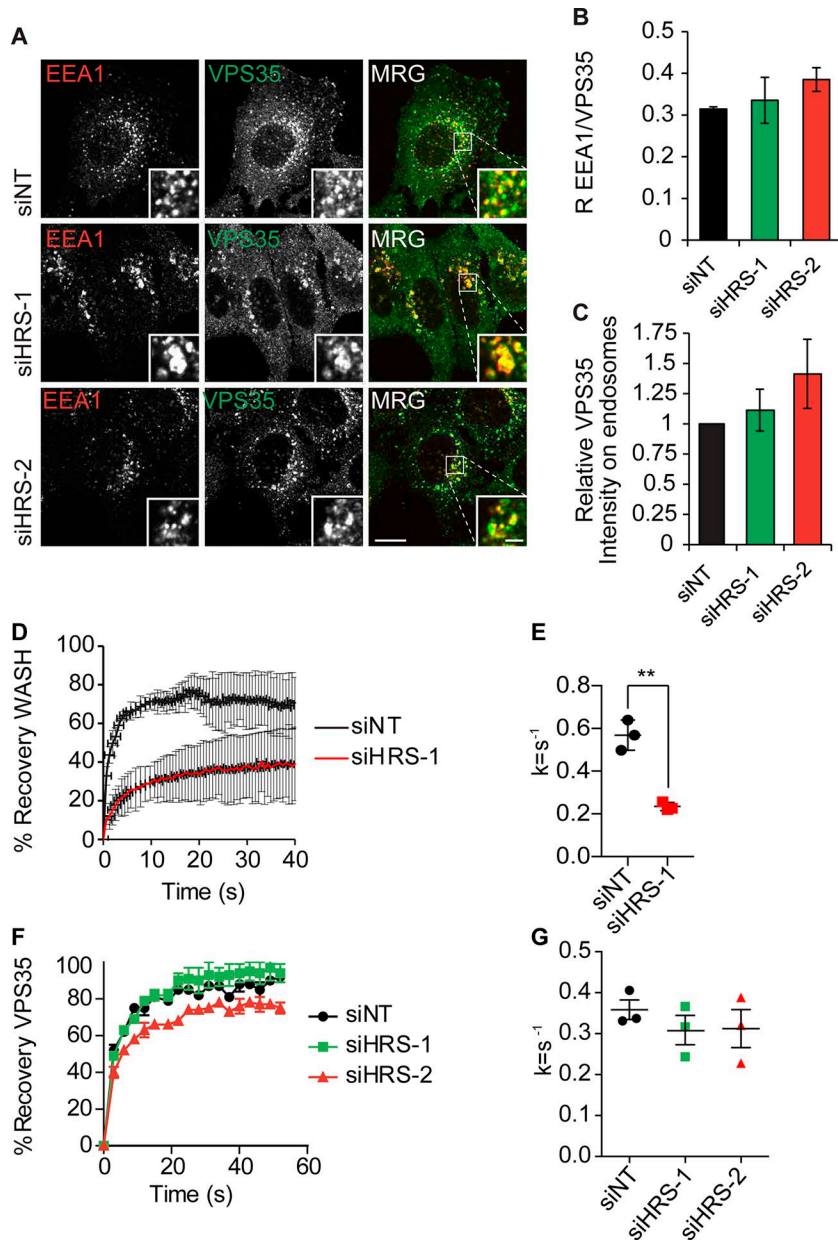 A
EEA1 VPS35 MRG
siNT
EEA1 VPS35 MRG
siHRS-1
EEA1 VPS35 MRG
siHRS-2
B
R EEA1/VPS35
0.5
0.4
0.3
0.2
0.1
0
siNT siHRS-1 siHRS-2
C
Relative VPS35
Intensity on endosomes
1.75
1.5
1.25
1
0.75
0.5
0.25
0
siNT siHRS-1 siHRS-2
D
% Recovery WASH
100
80
60
40
20
0
0 10 20 30 40
Time (s)
siNT
siHRS-1
E
k=s⁻¹
0.8
0.6
0.4
0.2
0.0
**
siNT siHRS-1
F
% Recovery VPS35
100
80
60
40
20
0
0 20 40 60
Time (s)
siNT
siHRS-1
siHRS-2
G
k=s⁻¹
0.5
0.4
0.3
0.2
0.1
0.0
siNT siHRS-1 siHRS-2